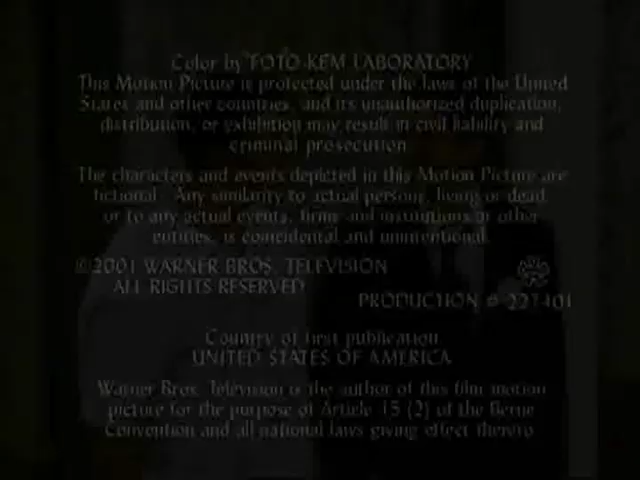 Color by FOTO-KEM LABORATORY
This Motion Picture is protected under the laws of the United
States and other countries, and its unauthorized duplication,
distribution, or exhibition may result in civil liability and
criminal prosecution
The characters and events depicted in this Motion Picture are
fictional. Any similarity to actual persons, living or dead
or to any actual events, firms and institutions or other
entities, is coincidental and unintentional.
©2001 WARNER BROS. TELEVISION
ALL RIGHTS RESERVED
PRODUCTION # 227401
Country of first publication
UNITED STATES OF AMERICA
Warner Bros. Television is the author of this film motion
picture for the purpose of Article 15 (2) of the Berne
Convention and all national laws giving effect thereto